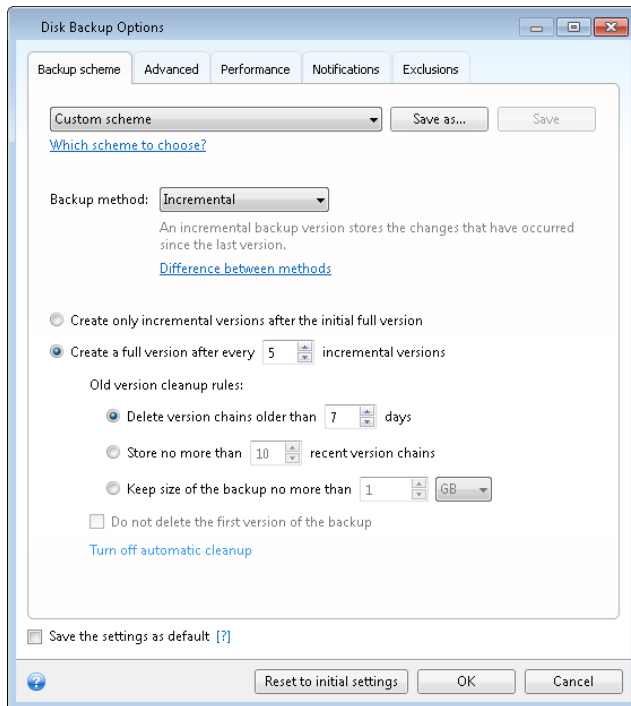 Disk Backup Options
Backup scheme Advanced Performance Notifications Exclusions
Custom scheme Save as... Save
Which scheme to choose?
Backup method: Incremental
An incremental backup version stores the changes that have occurred
since the last version.
Difference between methods
Create only incremental versions after the initial full version
Create a full version after every 5 incremental versions
Old version cleanup rules:
Delete version chains older than 7 days
Store no more than 10 recent version chains
Keep size of the backup no more than 1 GB
Do not delete the first version of the backup
Turn off automatic cleanup
Save the settings as default [?]
? Reset to initial settings OK Cancel